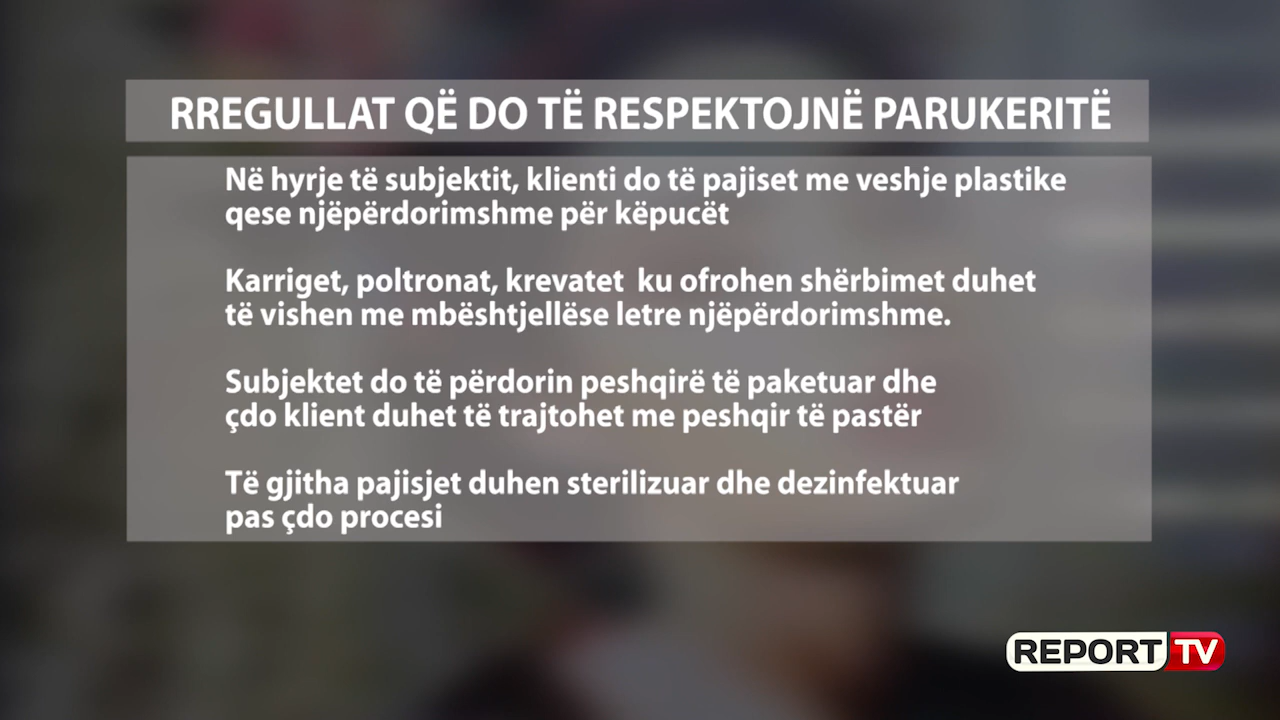 RREGULLAT QË DO TË RESPEKTOJNË PARUKERITË
Në hyrje të subjektit, klienti do të pajiset me veshje plastike
qese njëpërdorimshme për këpucët
Karriget, poltronat, krevatet  ku ofrohen shërbimet duhet
të vishen me mbështjellëse letre njëpërdorimshme.
Subjektet do të përdorin peshqirë të paketuar dhe
çdo klient duhet të trajtohet me peshqir të pastër
Të gjitha pajisjet duhen sterilizuar dhe dezinfektuar
pas çdo procesi
REPORT TV